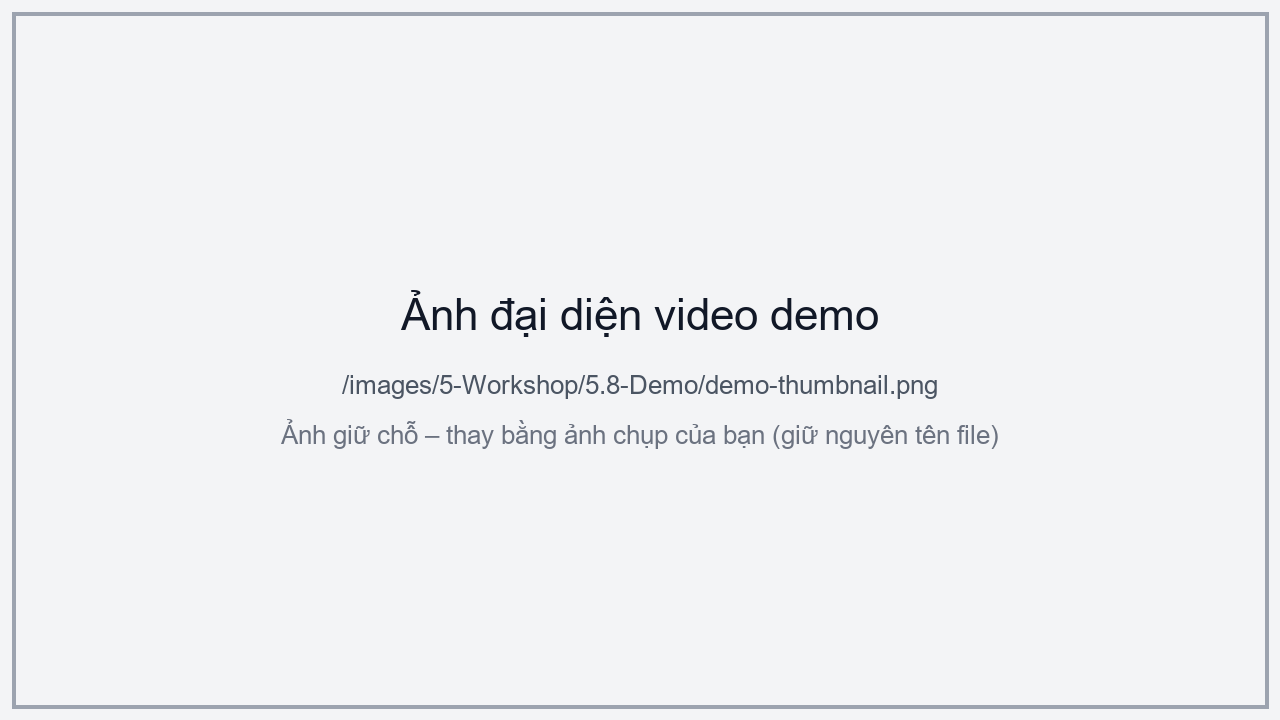 Ảnh đại diện video demo
/images/5-Workshop/5.8-Demo/demo-thumbnail.png
Ảnh giữ chỗ – thay bằng ảnh chụp của bạn (giữ nguyên tên file)